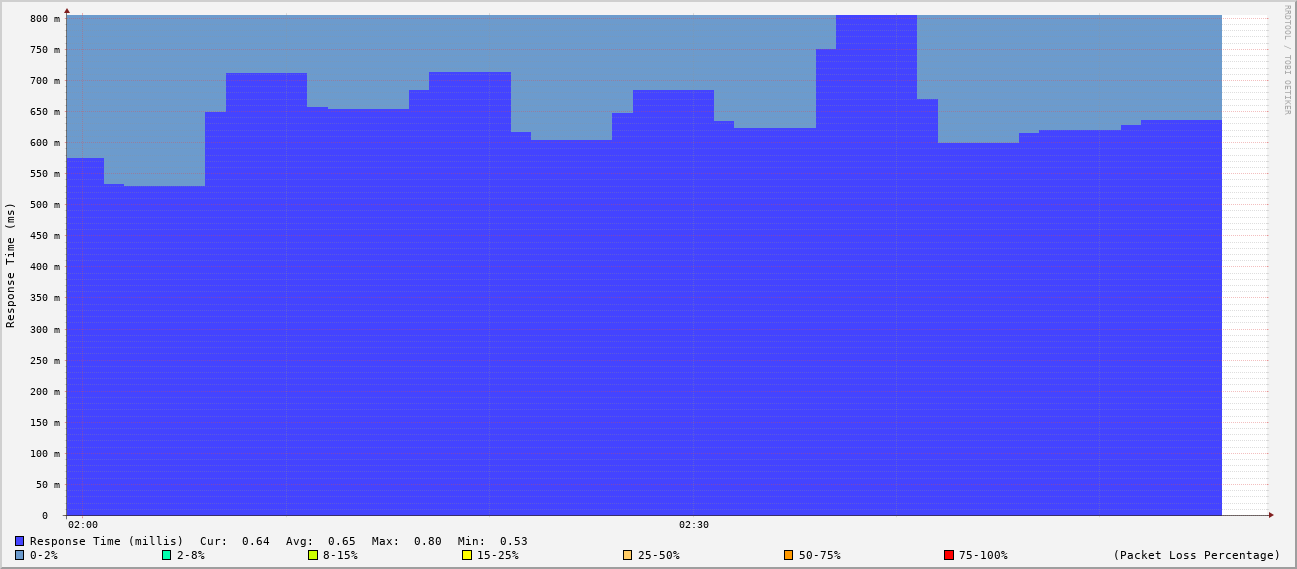 RRDTOOL / TOBI OETIKER
Response Time (ms)
800 m
750 m
700 m
650 m
600 m
550 m
500 m
450 m
400 m
350 m
300 m
250 m
200 m
150 m
100 m
50 m
0
02:00 02:30
Response Time (millis) Cur: 0.64 Avg: 0.65 Max: 0.80 Min: 0.53
0-2% 2-8% 8-15% 15-25% 25-50% 50-75% 75-100% (Packet Loss Percentage)